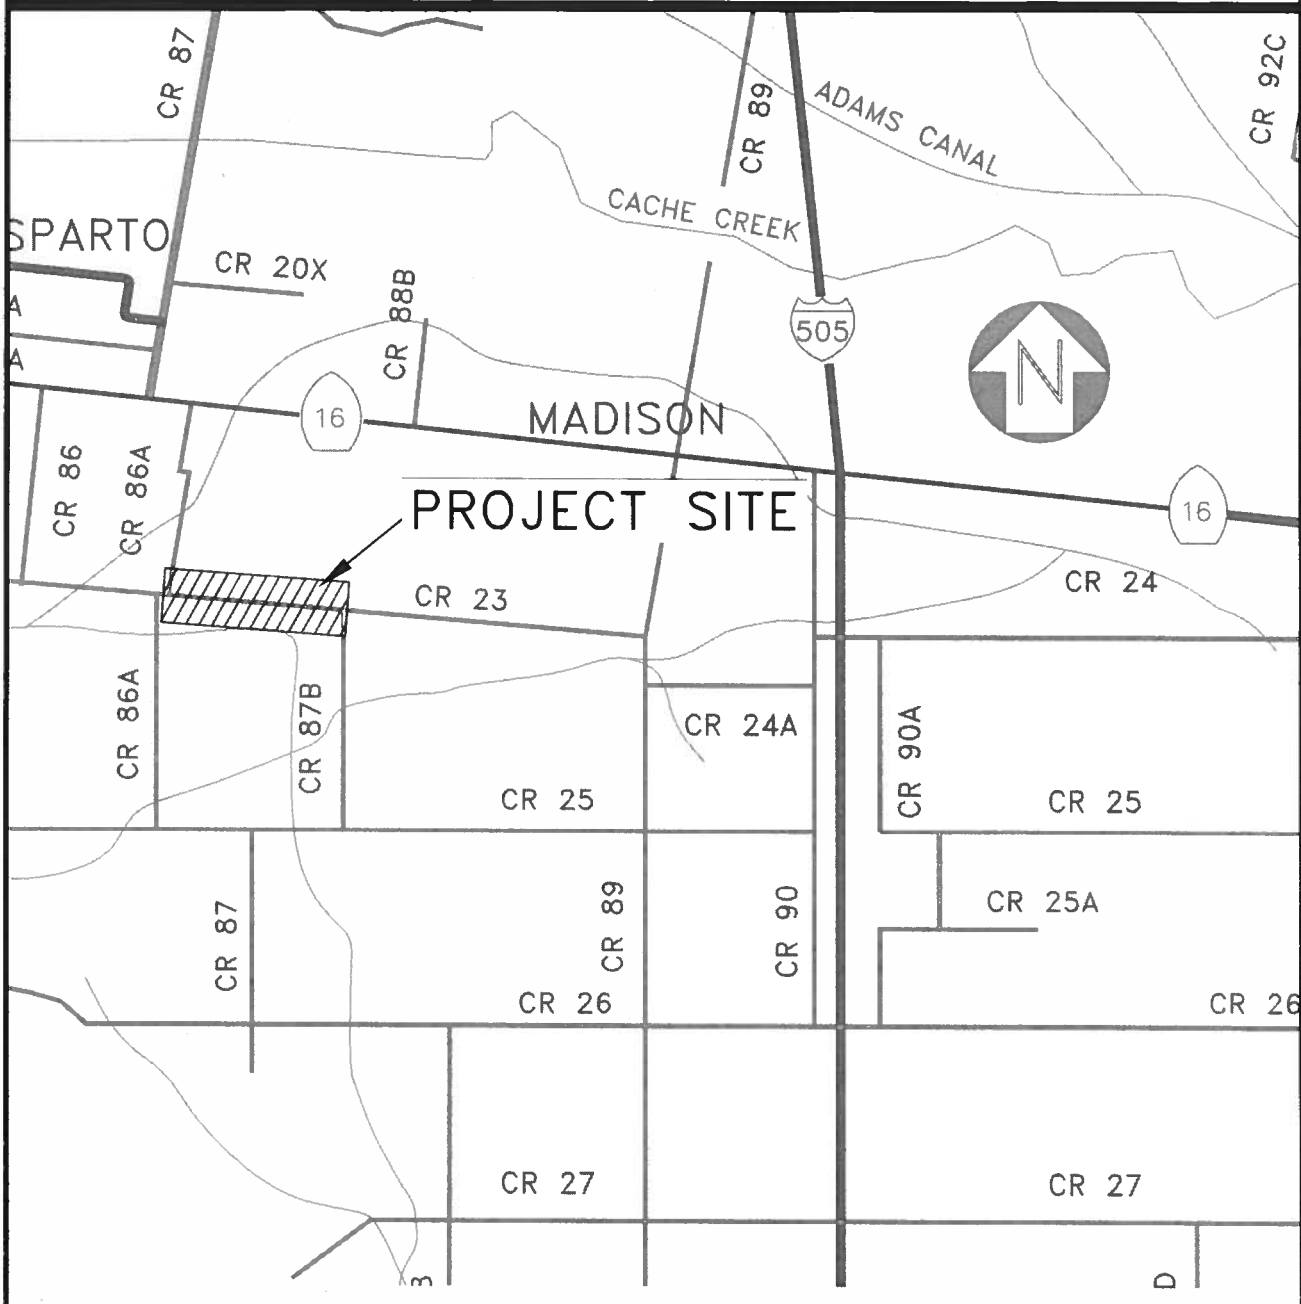 CR 87
CR 89
ADAMS CANAL
CR 92C
CACHE CREEK
SPARTO
CR 20X
CR 88B
A
505
N
A
16
MADISON
CR 86
CR 86A
PROJECT SITE
16
CR 23
CR 24
CR 86A
CR 87B
CR 24A
CR 90A
CR 25
CR 25
CR 87
CR 89
CR 90
CR 25A
CR 26
CR 26
CR 27
CR 27
D